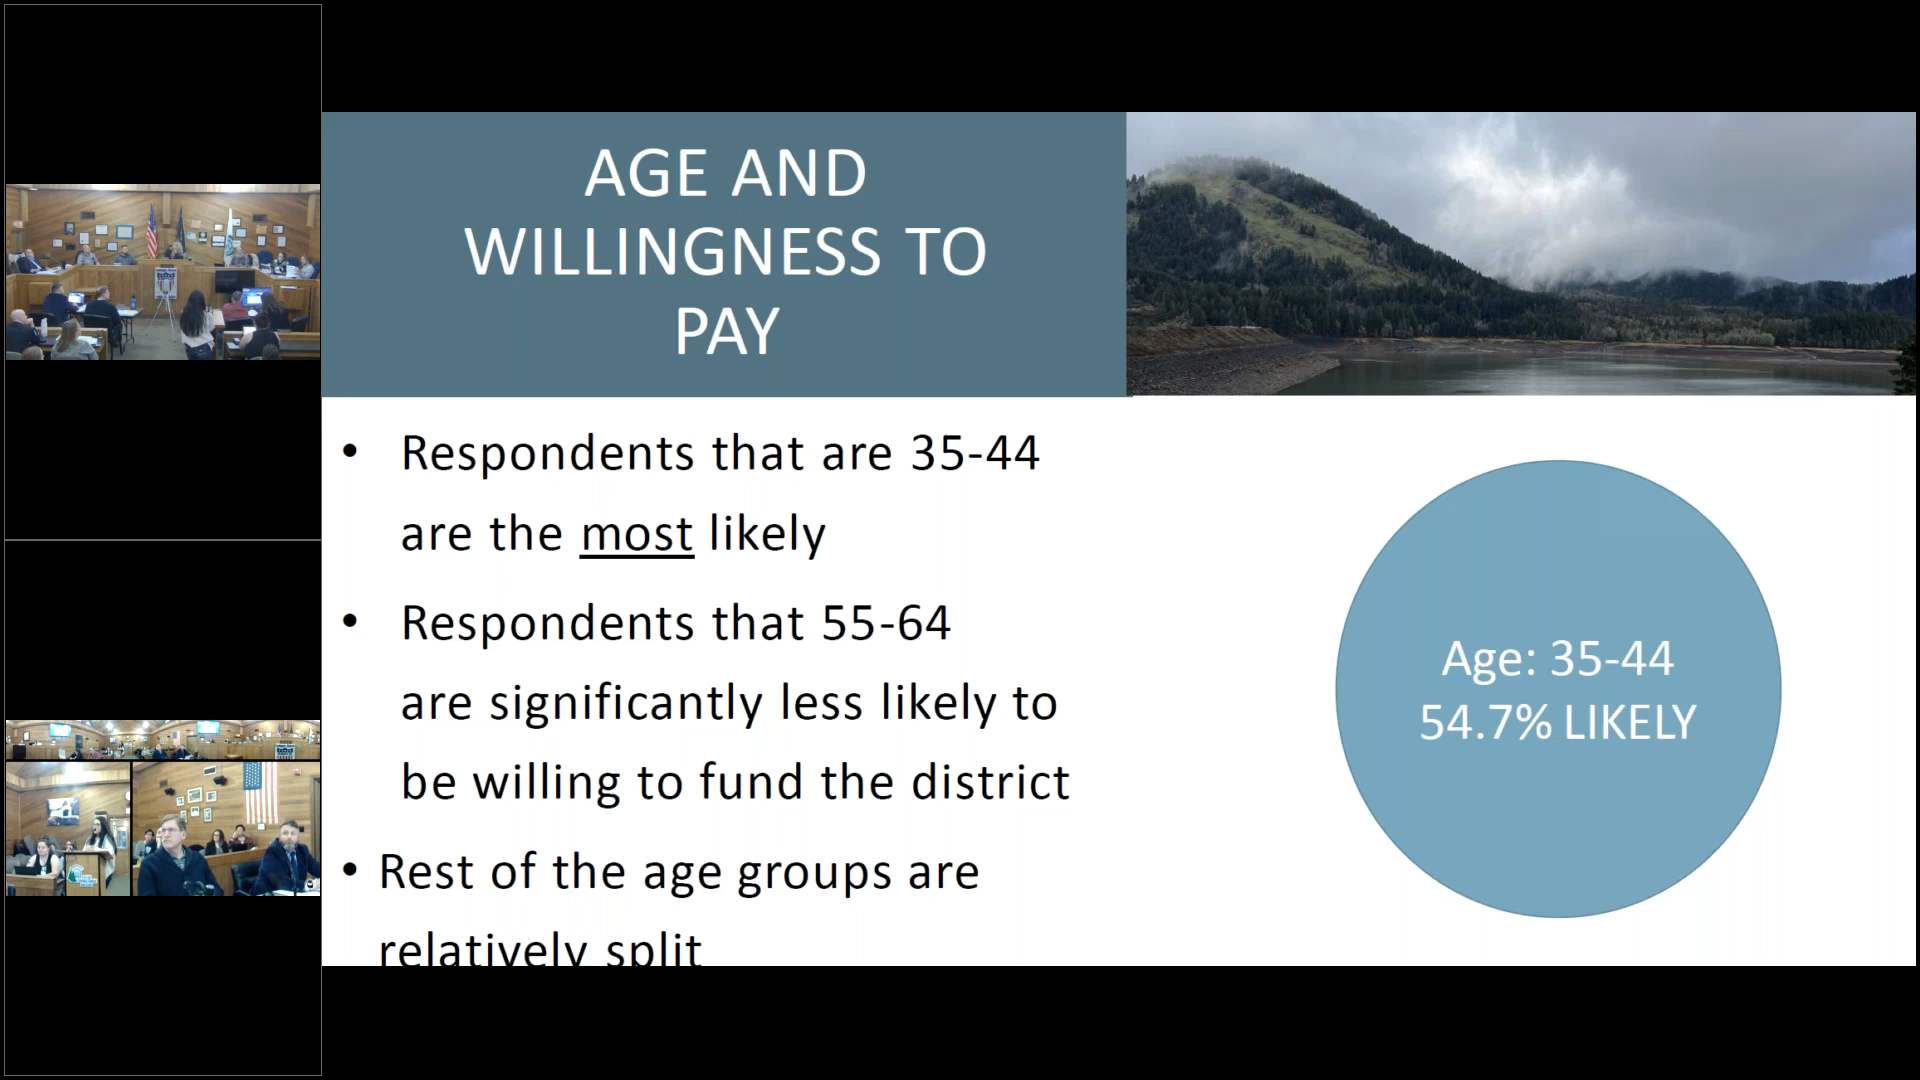 AGE AND
WILLINGNESS TO
PAY
• Respondents that are 35-44
are the most likely
• Respondents that 55-64
are significantly less likely to
be willing to fund the district
• Rest of the age groups are
relatively split
Age: 35-44
54.7% LIKELY